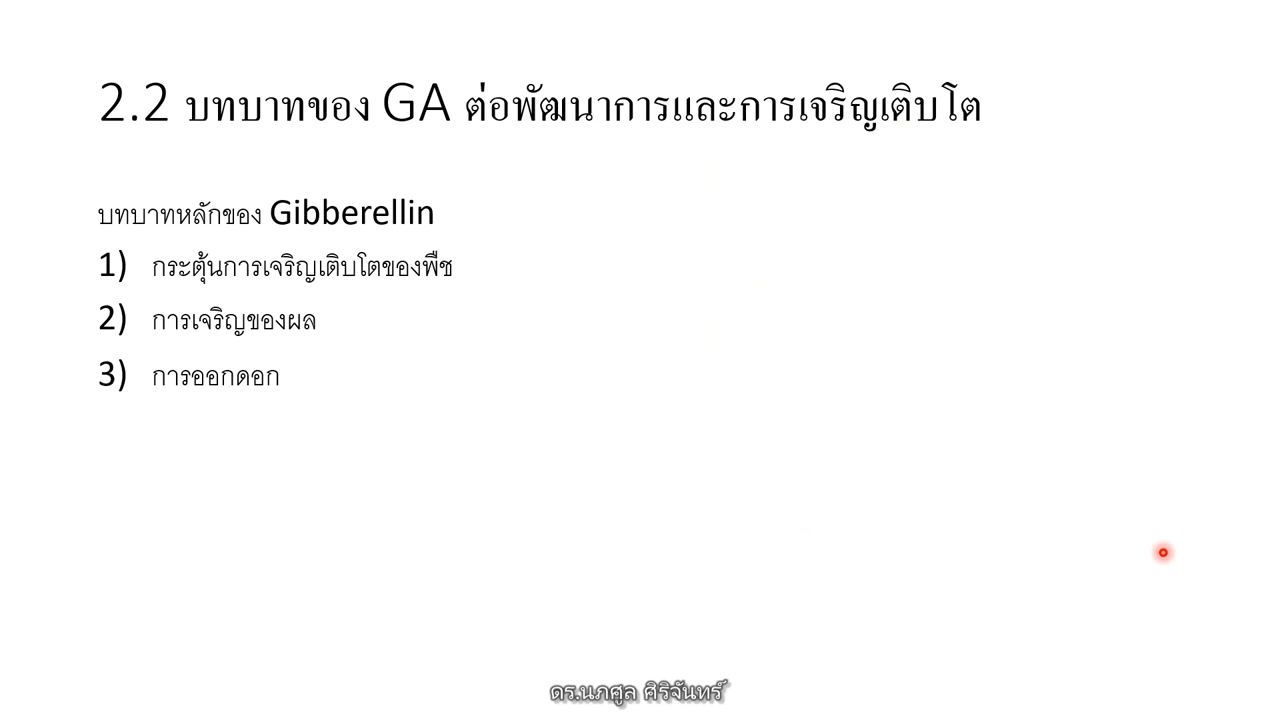 2.2 บทบาทของ GA ต่อพัฒนาการและการเจริญเติบโต
บทบาทหลักของ Gibberellin
1) กระตุ้นการเจริญเติบโตของพืช
2) การเจริญของผล
3) การออกดอก
ดร.นภศูล ศิริจันทร์